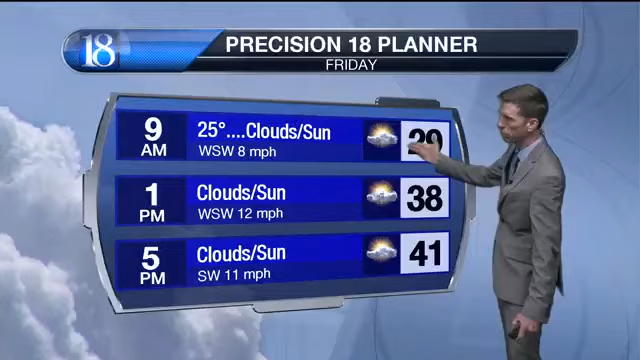 18
PRECISION 18 PLANNER
FRIDAY
9
AM
25°....Clouds/Sun
WSW 8 mph
29
1
PM
Clouds/Sun
WSW 12 mph
38
5
PM
Clouds/Sun
SW 11 mph
41